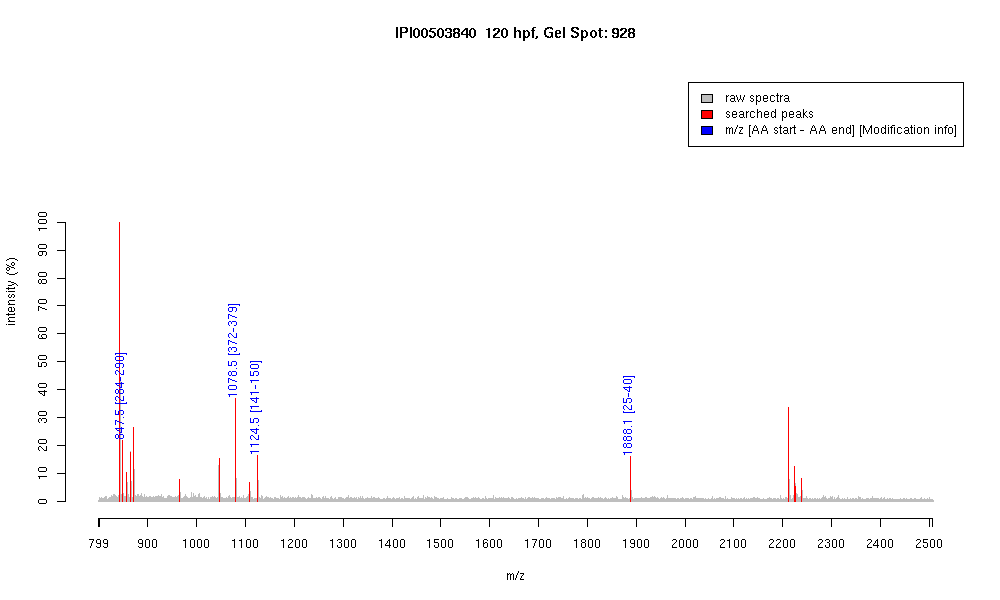 IPI00503840 120 hpf, Gel Spot: 928
raw spectra
searched peaks
m/z [AA start - AA end] [Modification info]
intensity (%)
100
90
80
70
60
50
40
30
20
10
0
847.5 [284-290]
1078.5 [372-379]
1124.5 [141-150]
1888.1 [25-40]
799 900 1000 1100 1200 1300 1400 1500 1600 1700 1800 1900 2000 2100 2200 2300 2400 2500
m/z